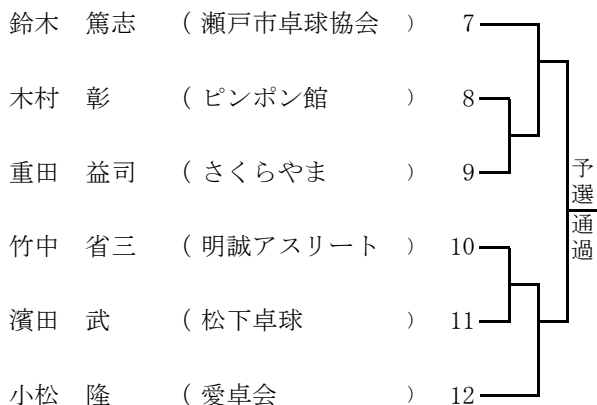 鈴木 篤志 ( 瀬戸市卓球協会 ) 7
木村 彰 ( ピンポン館 ) 8
重田 益司 ( さくらやま ) 9
竹中 省三 ( 明誠アスリート ) 10
濱田 武 ( 松下卓球 ) 11
小松 隆 ( 愛卓会 ) 12
予選通過